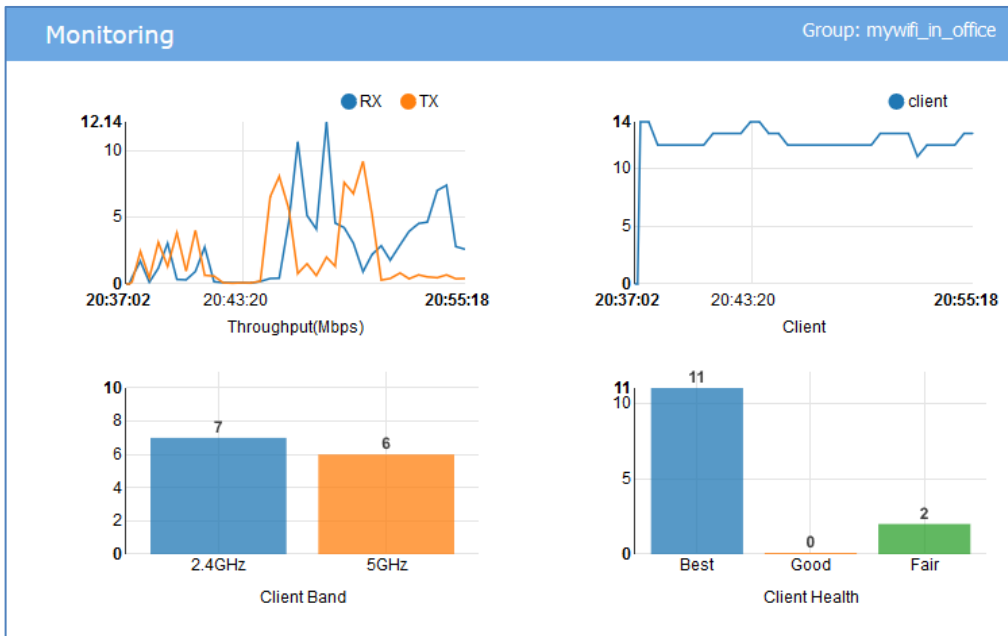 Monitoring
Group: mywifi_in_office
RX TX
12.14
10
5
0
20:37:02 20:43:20 20:55:18
Throughput(Mbps)
client
14
10
5
0
20:37:02 20:43:20 20:55:18
Client
10
8
6
4
2
0
7
6
2.4GHz 5GHz
Client Band
11
10
5
0
11
0
2
Best Good Fair
Client Health